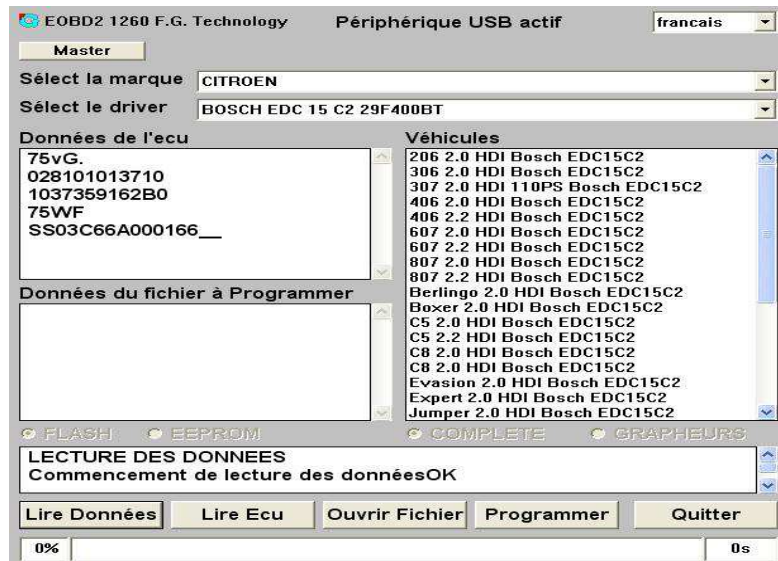 EOBD2 1260 F.G. Technology
Périphérique USB actif
francais
Master
Sélect la marque
CITROEN
Sélect le driver
BOSCH EDC 15 C2 29F400BT
Données de l'ecu
75vG.
028101013710
1037359162B0
75WF
SS03C66A000166__
Véhicules
206 2.0 HDI Bosch EDC15C2
306 2.0 HDI Bosch EDC15C2
307 2.0 HDI 110PS Bosch EDC15C2
406 2.0 HDI Bosch EDC15C2
406 2.2 HDI Bosch EDC15C2
607 2.0 HDI Bosch EDC15C2
607 2.2 HDI Bosch EDC15C2
807 2.0 HDI Bosch EDC15C2
807 2.2 HDI Bosch EDC15C2
Berlingo 2.0 HDI Bosch EDC15C2
Boxer 2.0 HDI Bosch EDC15C2
C5 2.0 HDI Bosch EDC15C2
C5 2.2 HDI Bosch EDC15C2
C8 2.0 HDI Bosch EDC15C2
C8 2.0 HDI Bosch EDC15C2
Evasion 2.0 HDI Bosch EDC15C2
Expert 2.0 HDI Bosch EDC15C2
Jumper 2.0 HDI Bosch EDC15C2
Données du fichier à Programmer
FLASH
EEPROM
COMPLETE
GRAPHEURS
LECTURE DES DONNEES
Commencement de lecture des donnéesOK
Lire Données
Lire Ecu
Ouvrir Fichier
Programmer
Quitter
0%
0s